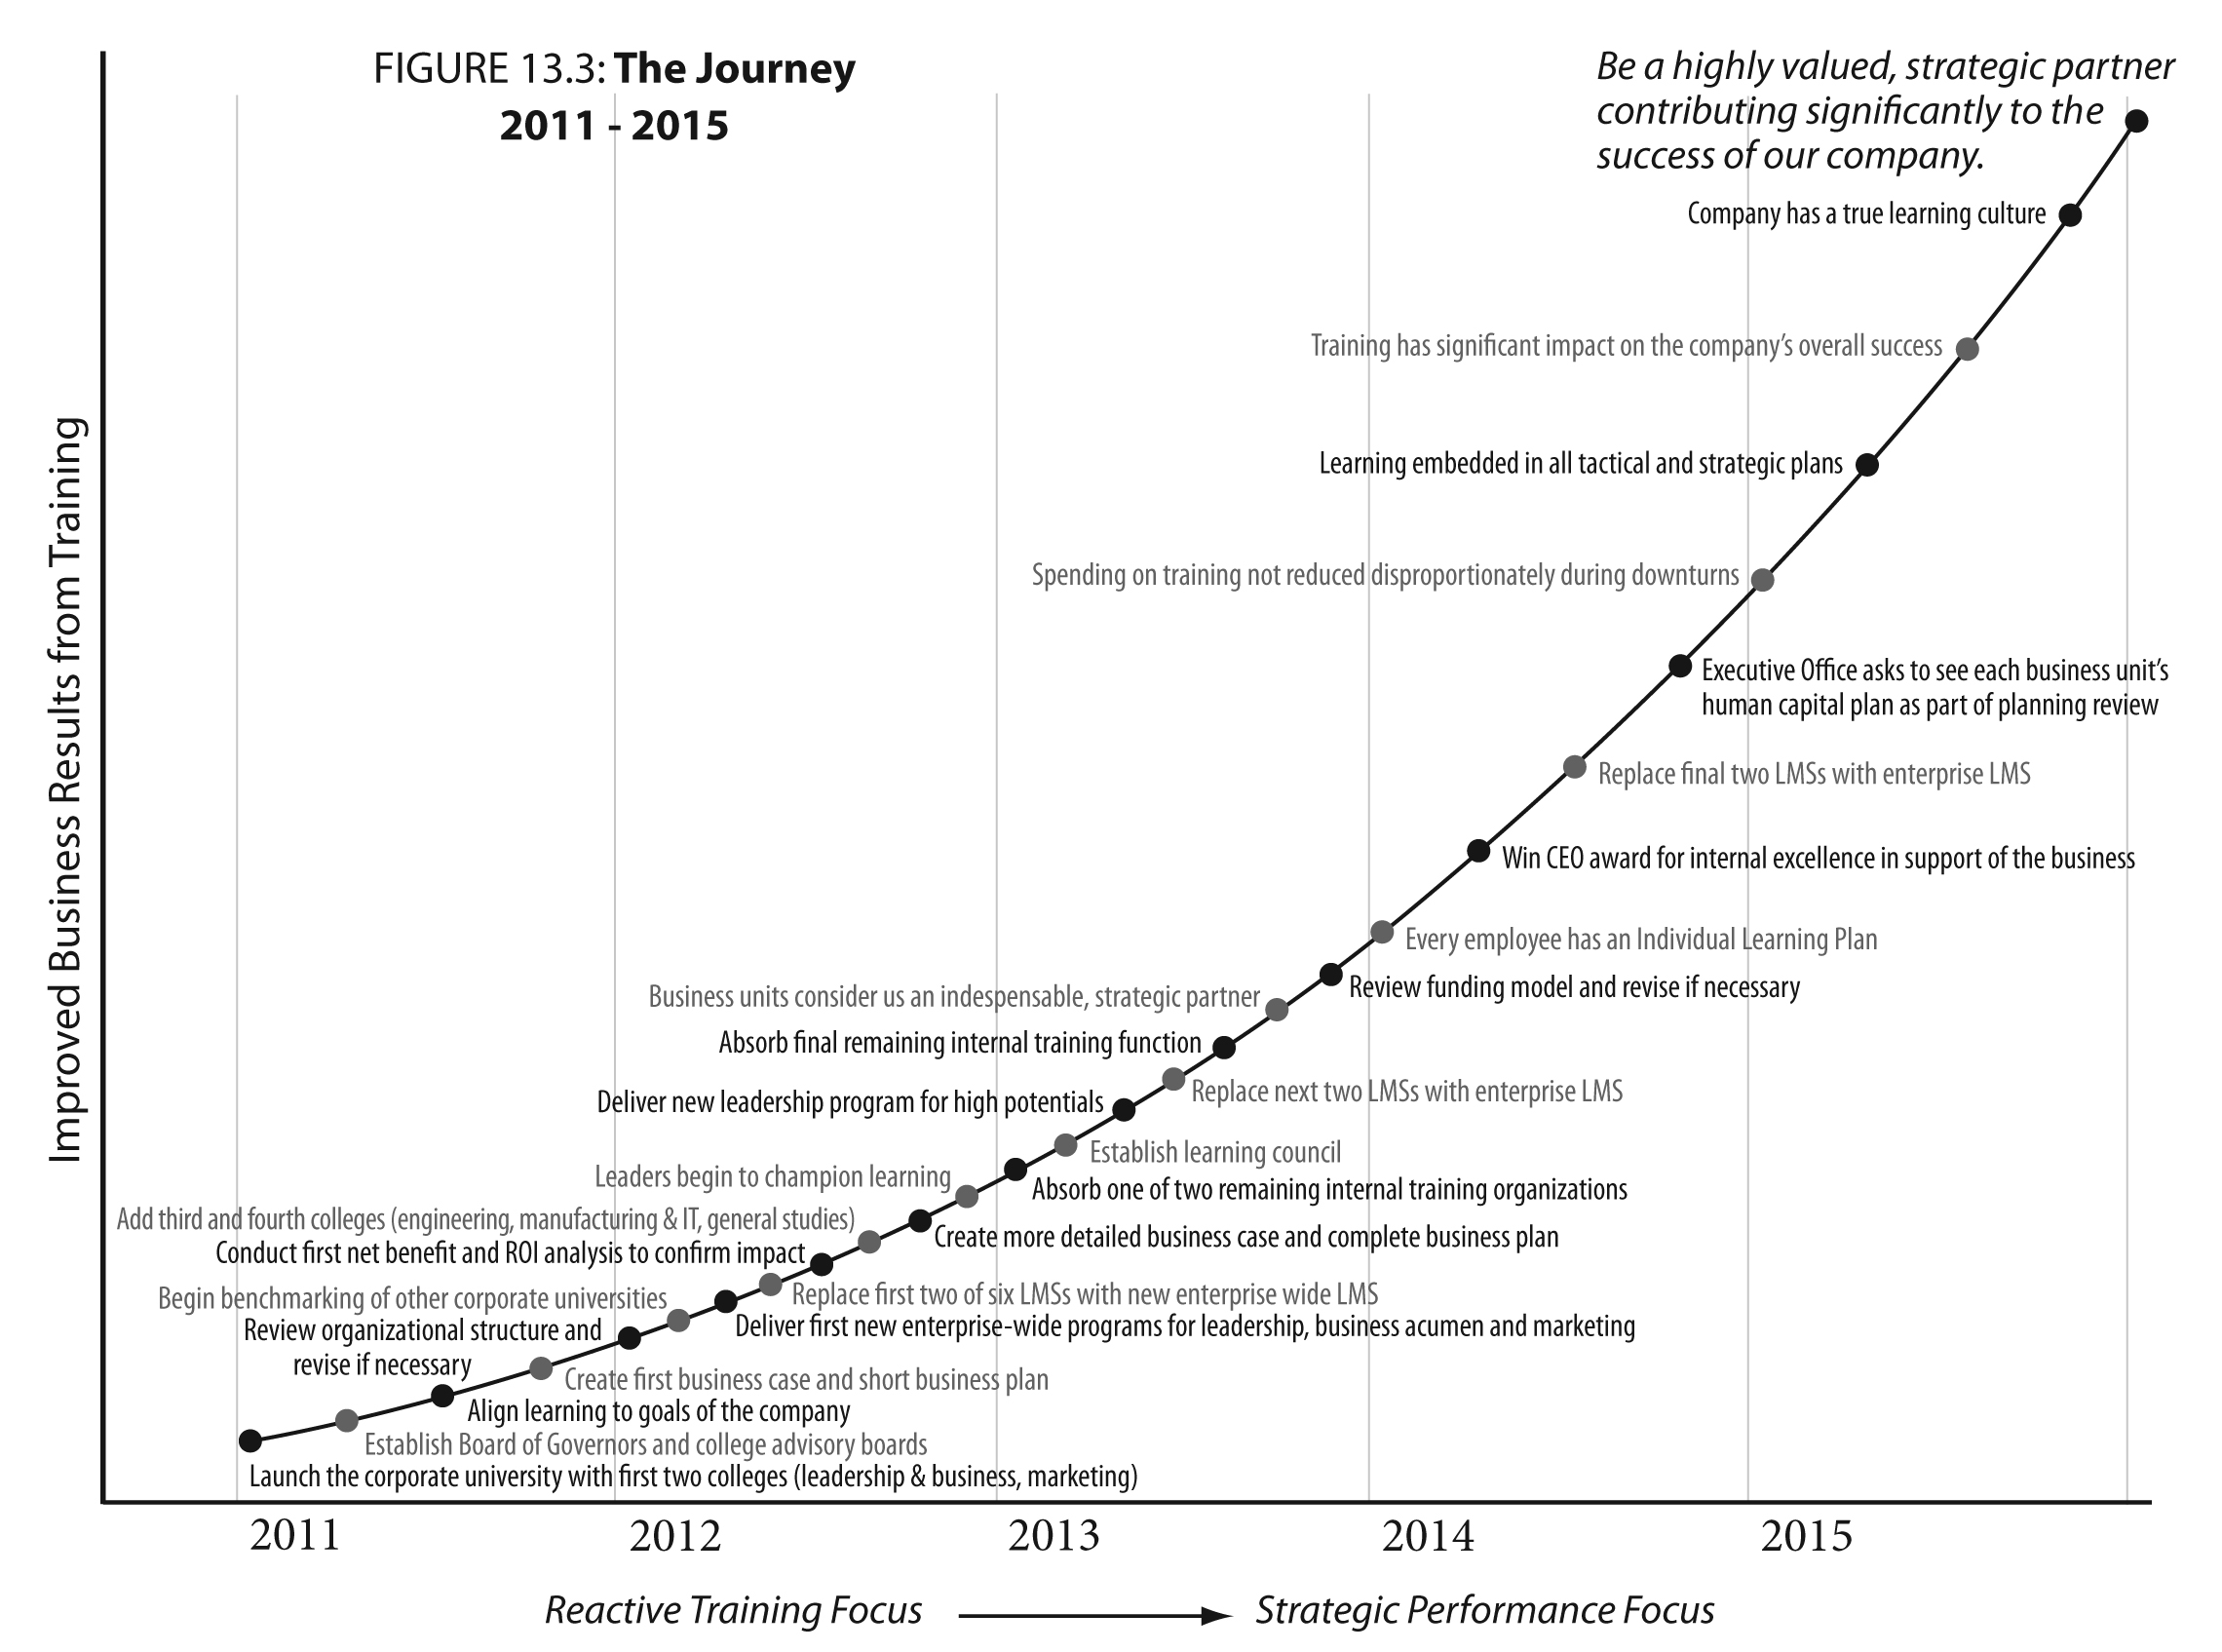 FIGURE 13.3: The Journey
2011 - 2015
Be a highly valued, strategic partner
contributing significantly to the
success of our company.
Company has a true learning culture
Training has significant impact on the company’s overall success
Learning embedded in all tactical and strategic plans
Spending on training not reduced disproportionately during downturns
Executive Office asks to see each business unit’s
human capital plan as part of planning review
Replace final two LMSs with enterprise LMS
Win CEO award for internal excellence in support of the business
Every employee has an Individual Learning Plan
Review funding model and revise if necessary
Business units consider us an indespensable, strategic partner
Absorb final remaining internal training function
Replace next two LMSs with enterprise LMS
Deliver new leadership program for high potentials
Establish learning council
Leaders begin to champion learning
Absorb one of two remaining internal training organizations
Add third and fourth colleges (engineering, manufacturing & IT, general studies)
Create more detailed business case and complete business plan
Conduct first net benefit and ROI analysis to confirm impact
Replace first two of six LMSs with new enterprise wide LMS
Begin benchmarking of other corporate universities
Deliver first new enterprise-wide programs for leadership, business acumen and marketing
Review organizational structure and
revise if necessary
Create first business case and short business plan
Align learning to goals of the company
Establish Board of Governors and college advisory boards
Launch the corporate university with first two colleges (leadership & business, marketing)
Improved Business Results from Training
2011 2012 2013 2014 2015
Reactive Training Focus Strategic Performance Focus